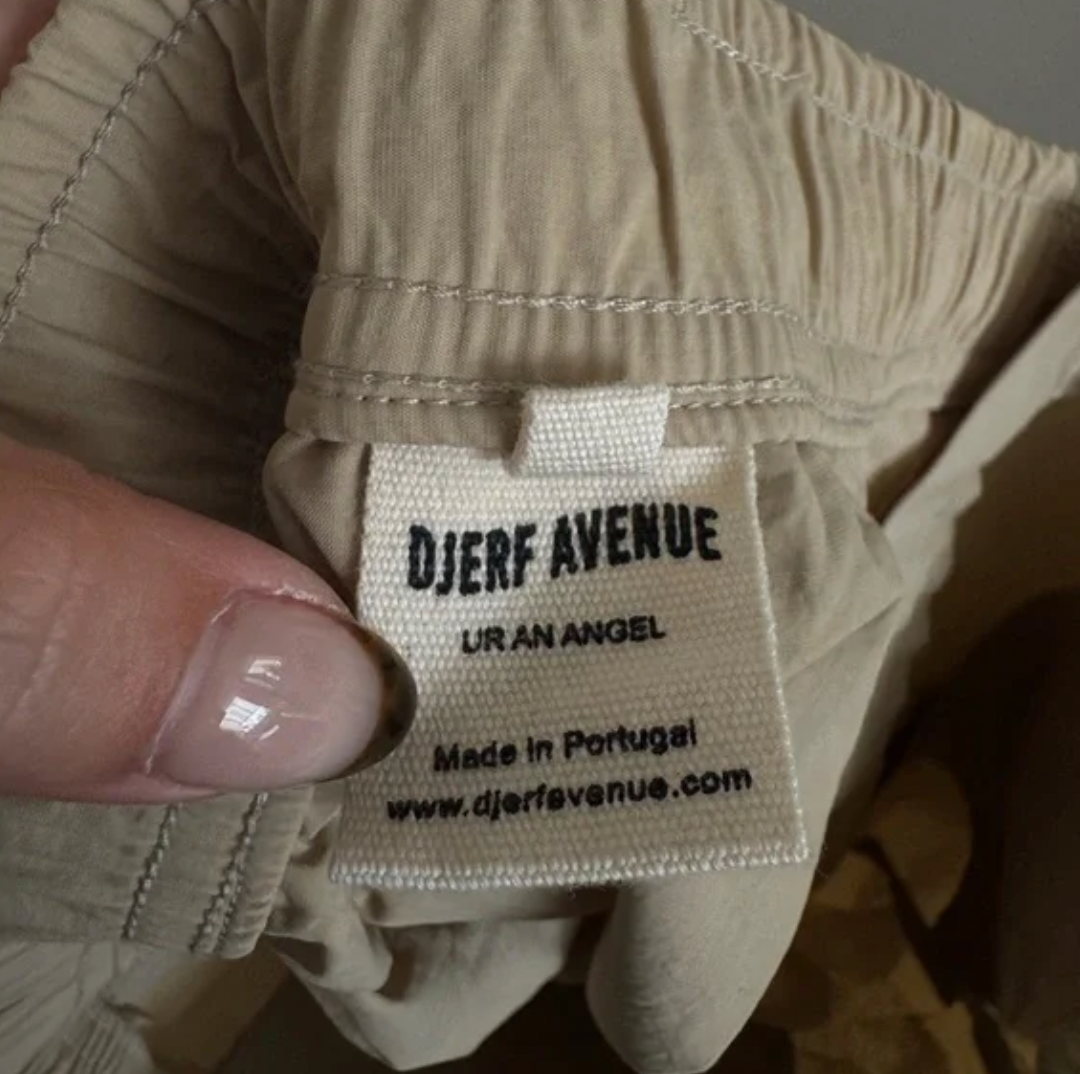 DJERF AVENUE
UR AN ANGEL
Made in Portugal
www.djerfavenue.com